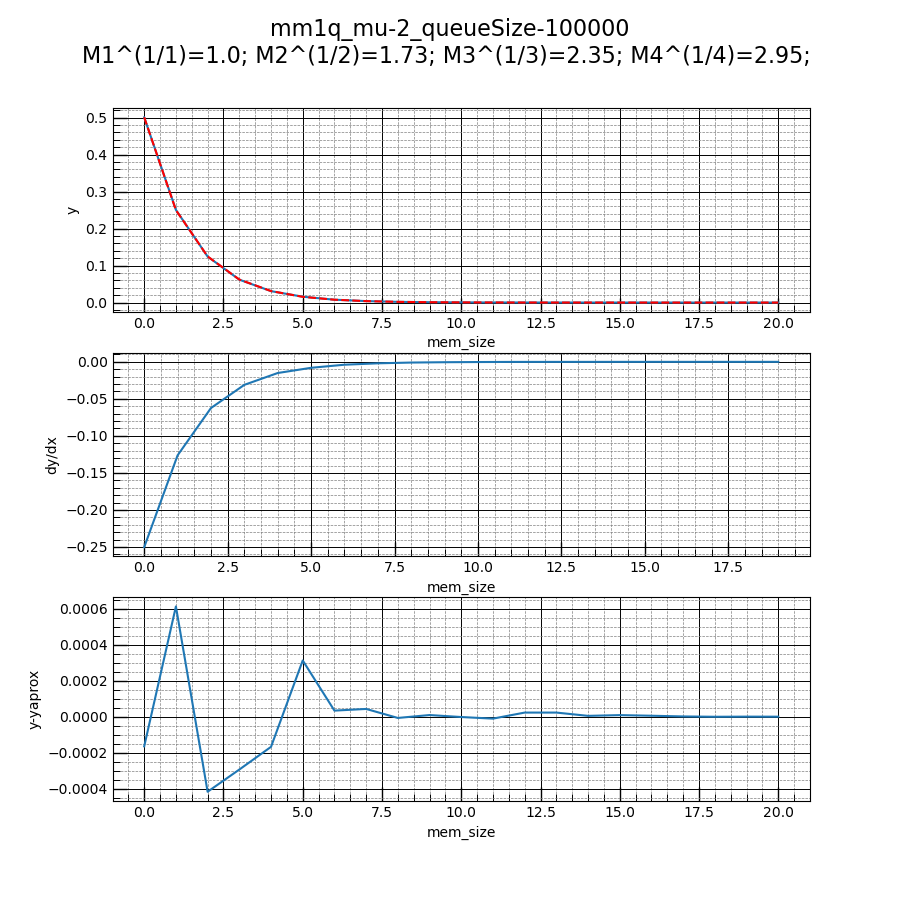 mm1q_mu-2_queueSize-100000
M1^(1/1)=1.0; M2^(1/2)=1.73; M3^(1/3)=2.35; M4^(1/4)=2.95;
0.5
0.4
0.3
0.2
0.1
0.0
y
0.0 2.5 5.0 7.5 10.0 12.5 15.0 17.5 20.0
mem_size
0.00
−0.05
−0.10
−0.15
−0.20
−0.25
dy/dx
0.0 2.5 5.0 7.5 10.0 12.5 15.0 17.5
mem_size
0.0006
0.0004
0.0002
0.0000
−0.0002
−0.0004
y-yaprox
0.0 2.5 5.0 7.5 10.0 12.5 15.0 17.5 20.0
mem_size